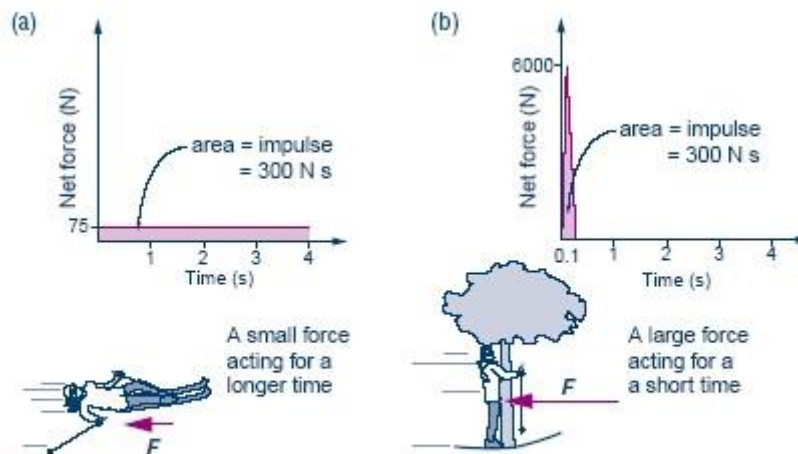 (a)
Net force (N)
75
area = impulse
= 300 N s
1 2 3 4
Time (s)
A small force
acting for a
longer time
F
(b)
Net force (N)
6000
area = impulse
= 300 N s
0.1 1 2 3 4
Time (s)
A large force
acting for a
a short time
F